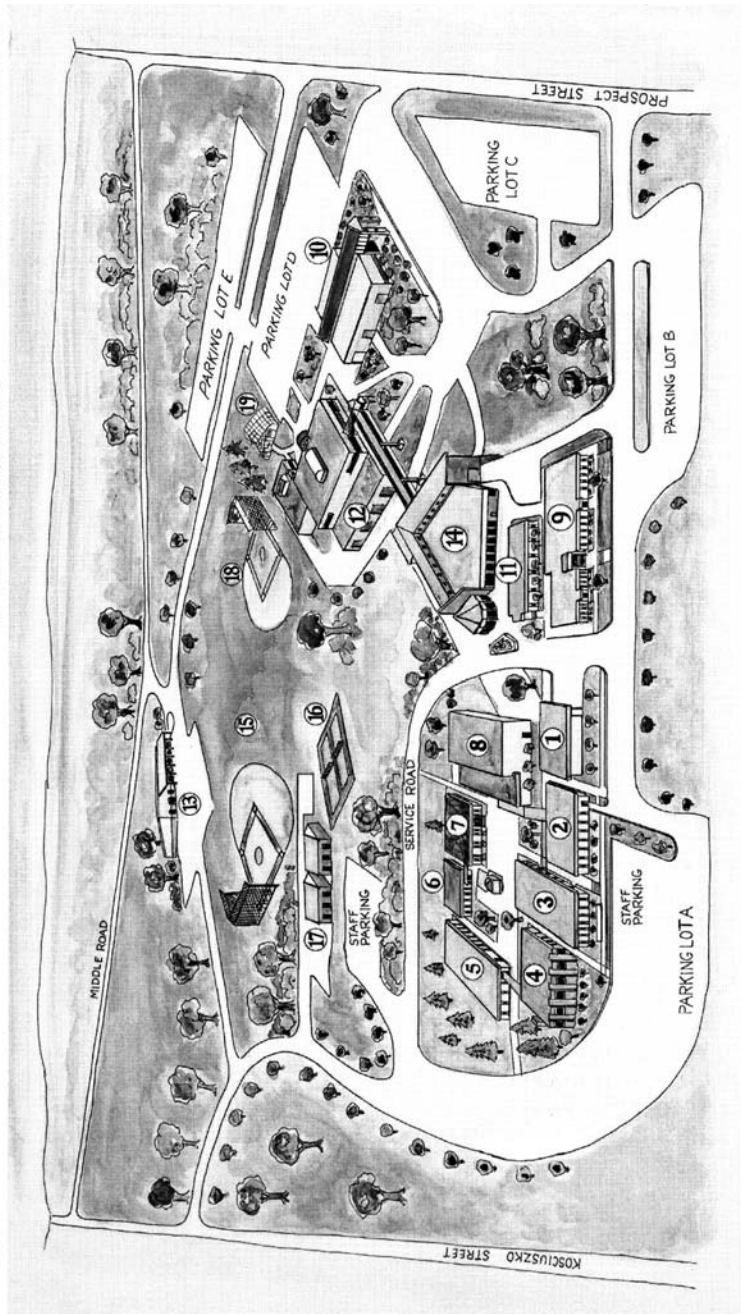 PROSPECT STREET
PARKING
LOT C
PARKING LOT E
PARKING LOT D
10
19
PARKING LOT B
12
14
9
11
18
MIDDLE ROAD
13
15
16
SERVICE ROAD
8
1
7
2
6
17
STAFF
PARKING
3
STAFF
PARKING
5
4
PARKING LOT A
KOSCIUSZKO
STREET